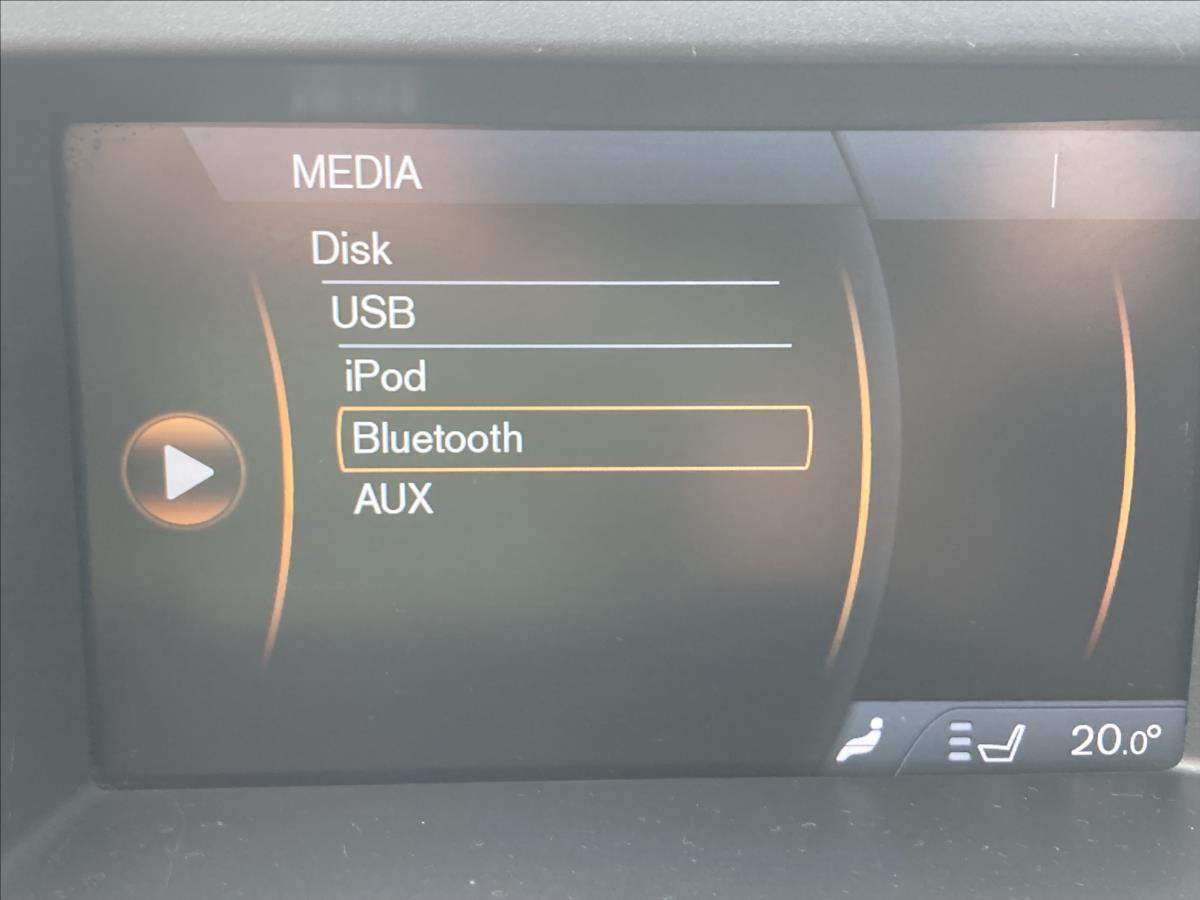 MEDIA
Disk
USB
iPod
Bluetooth
AUX
20.0°